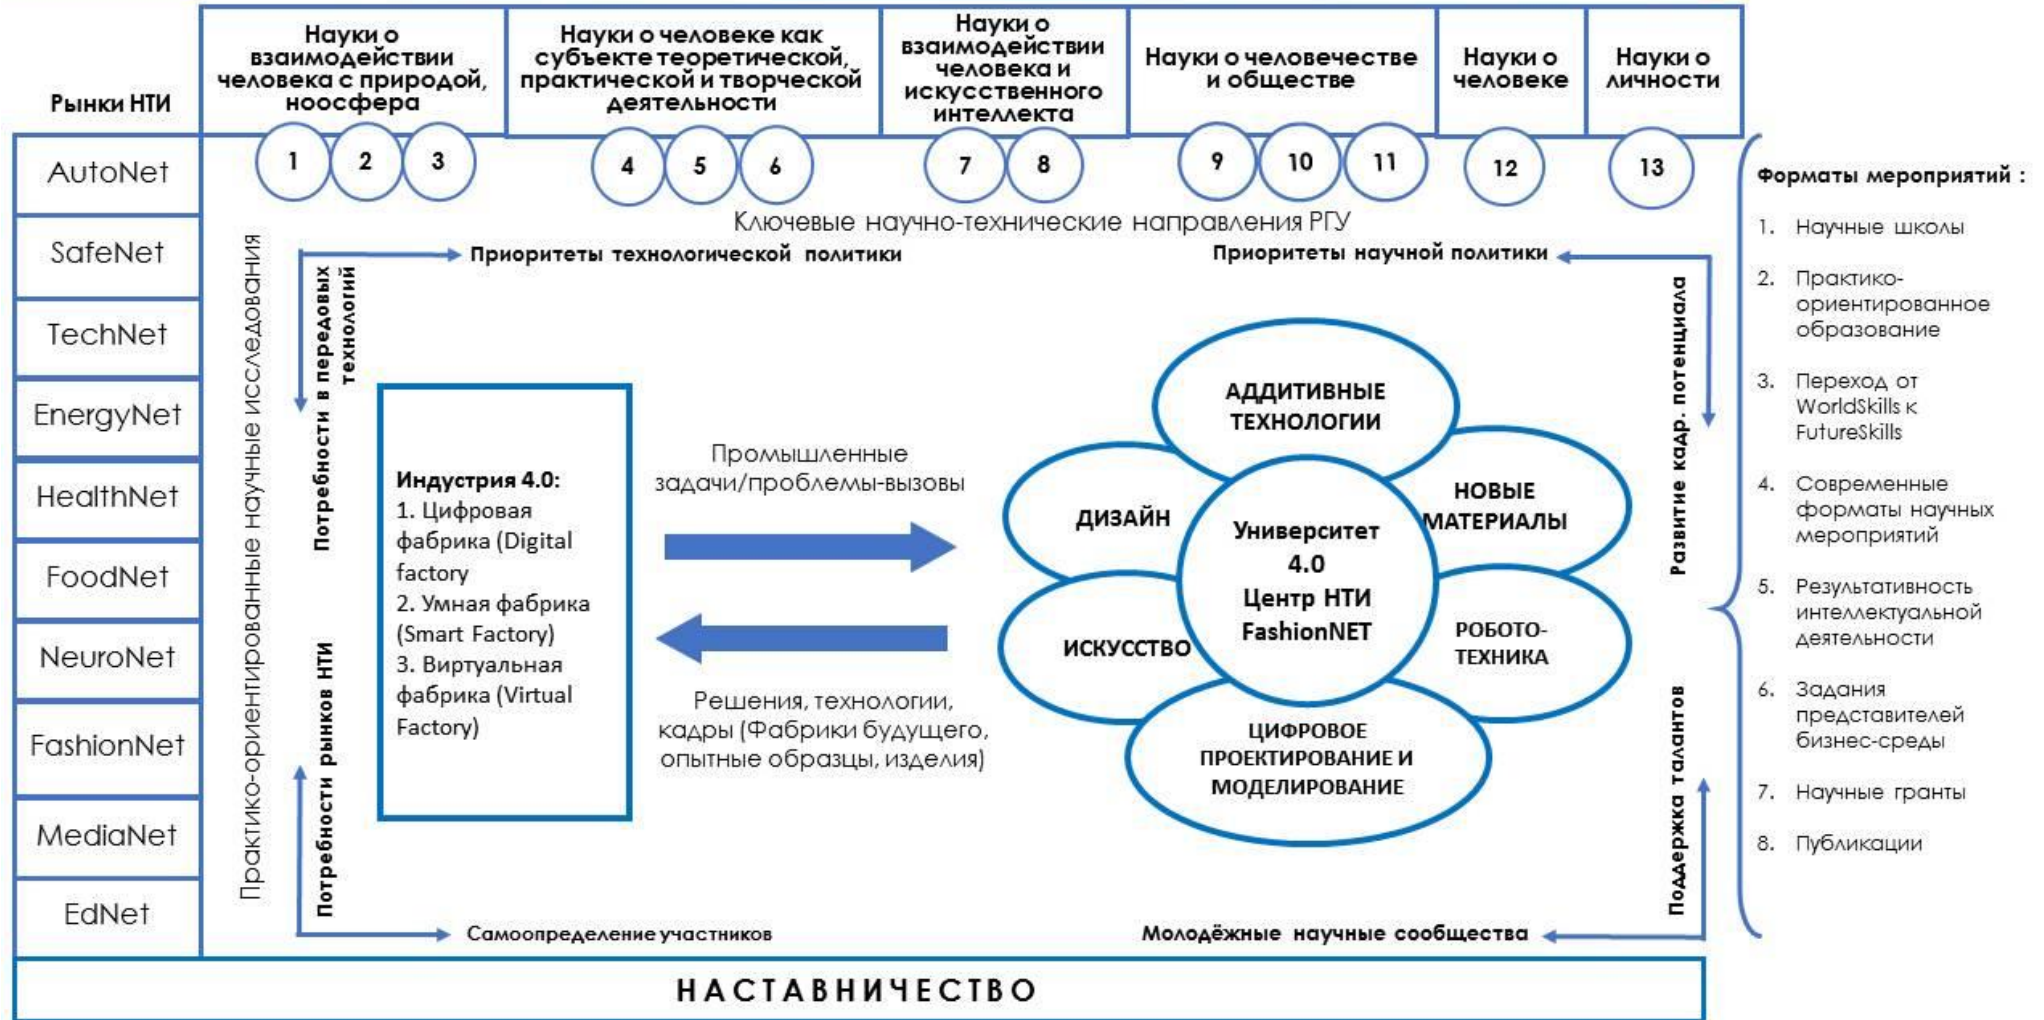 Рынки НТИ
Науки о
взаимодействии
человека с природой,
ноосфера
Науки о человеке как
субъекте теоретической,
практической и творческой
деятельности
Науки о
взаимодействии
человека и
искусственного
интеллекта
Науки о человечестве
и обществе
Науки о
человеке
Науки о
личности
1 2 3 4 5 6 7 8 9 10 11 12 13
AutoNet
SafeNet
TechNet
EnergyNet
HealthNet
FoodNet
NeuroNet
FashionNet
MediaNet
EdNet
Ключевые научно-технические направления РГУ
Практико-ориентированные научные исследования
Приоритеты технологической политики
Приоритеты научной политики
Потребности в передовых
технологий
Потребности рынков НТИ
Индустрия 4.0:
1. Цифровая
фабрика (Digital
factory
2. Умная фабрика
(Smart Factory)
3. Виртуальная
фабрика (Virtual
Factory)
Промышленные
задачи/проблемы-вызовы
Решения, технологии,
кадры (Фабрики будущего,
опытные образцы, изделия)
АДДИТИВНЫЕ
ТЕХНОЛОГИИ
НОВЫЕ
МАТЕРИАЛЫ
РОБОТО-
ТЕХНИКА
ЦИФРОВОЕ
ПРОЕКТИРОВАНИЕ И
МОДЕЛИРОВАНИЕ
ИСКУССТВО
ДИЗАЙН
Университет
4.0
Центр НТИ
FashionNET
Развитие кадр. потенциала
Поддержка талантов
Самоопределение участников
Молодёжные научные сообщества
Форматы мероприятий :
1. Научные школы
2. Практико-
ориентированное
образование
3. Переход от
WorldSkills к
FutureSkills
4. Современные
форматы научных
мероприятий
5. Результативность
интеллектуальной
деятельности
6. Задания
представителей
бизнес-среды
7. Научные гранты
8. Публикации
НАСТАВНИЧЕСТВО